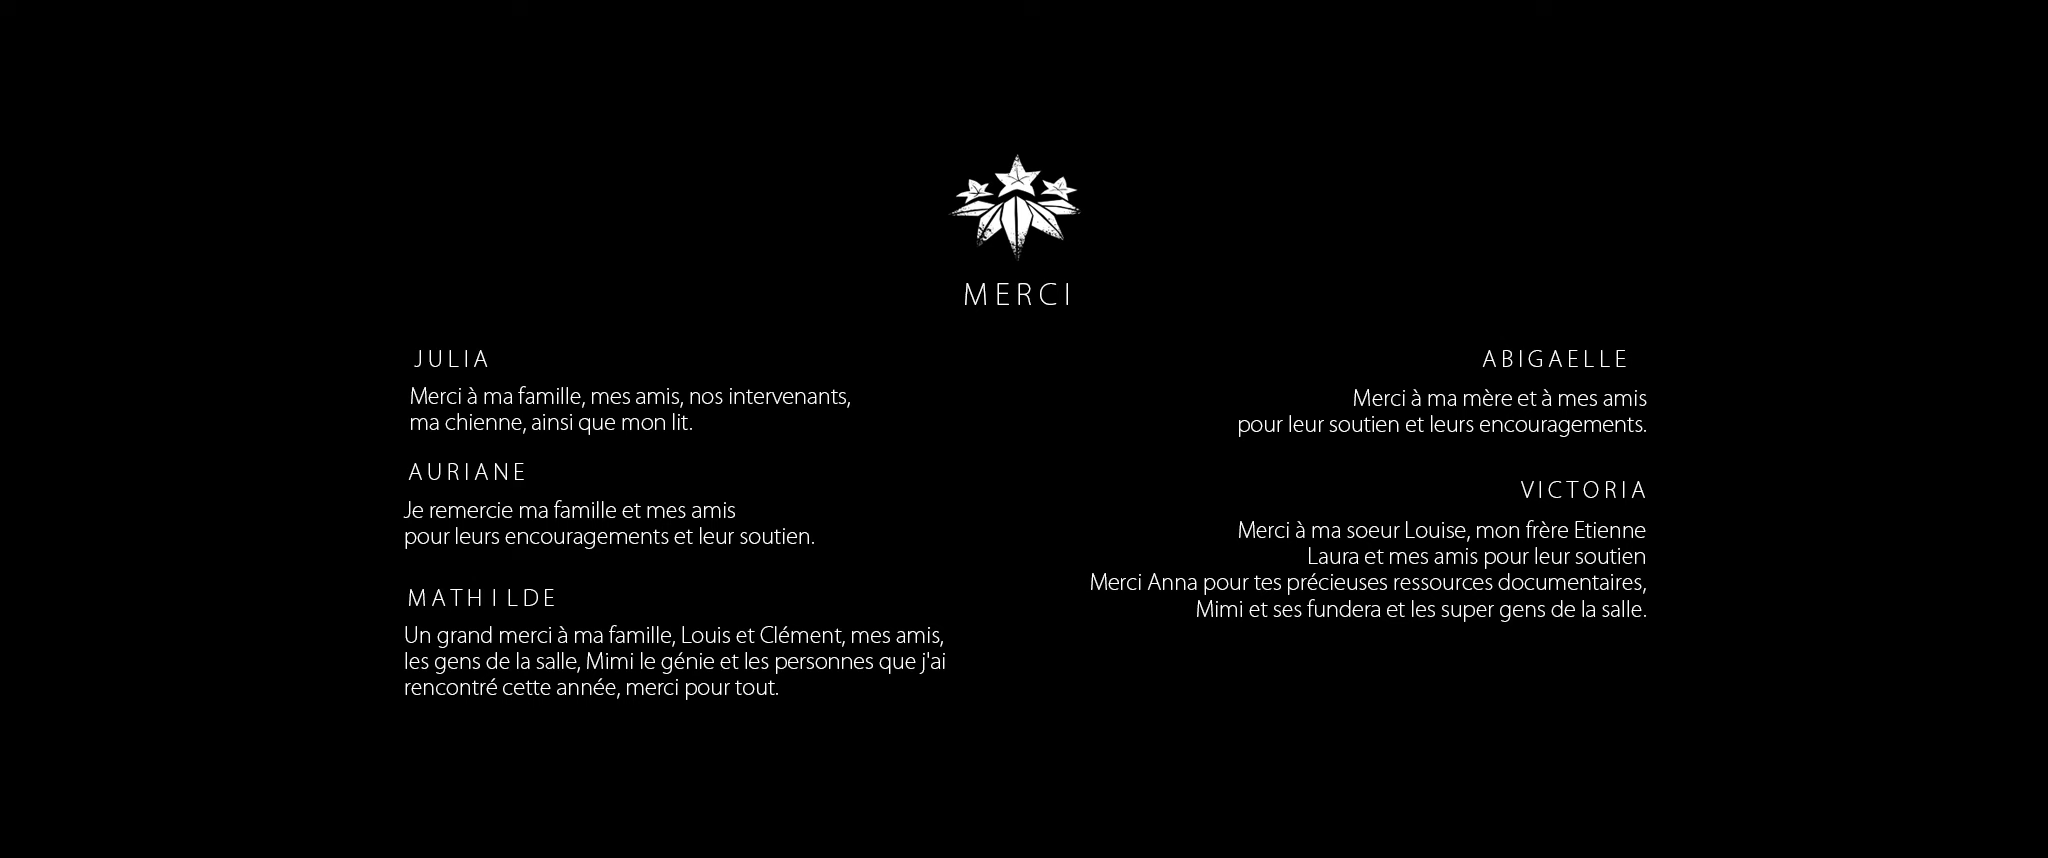 MERCI
JULIA
Merci à ma famille, mes amis, nos intervenants,
ma chienne, ainsi que mon lit.
AURIANE
Je remercie ma famille et mes amis
pour leurs encouragements et leur soutien.
MATHILDE
Un grand merci à ma famille, Louis et Clément, mes amis,
les gens de la salle, Mimi le génie et les personnes que j'ai
rencontré cette année, merci pour tout.
ABIGAELLE
Merci à ma mère et à mes amis
pour leur soutien et leurs encouragements.
VICTORIA
Merci à ma soeur Louise, mon frère Etienne
Laura et mes amis pour leur soutien
Merci Anna pour tes précieuses ressources documentaires,
Mimi et ses fundera et les super gens de la salle.